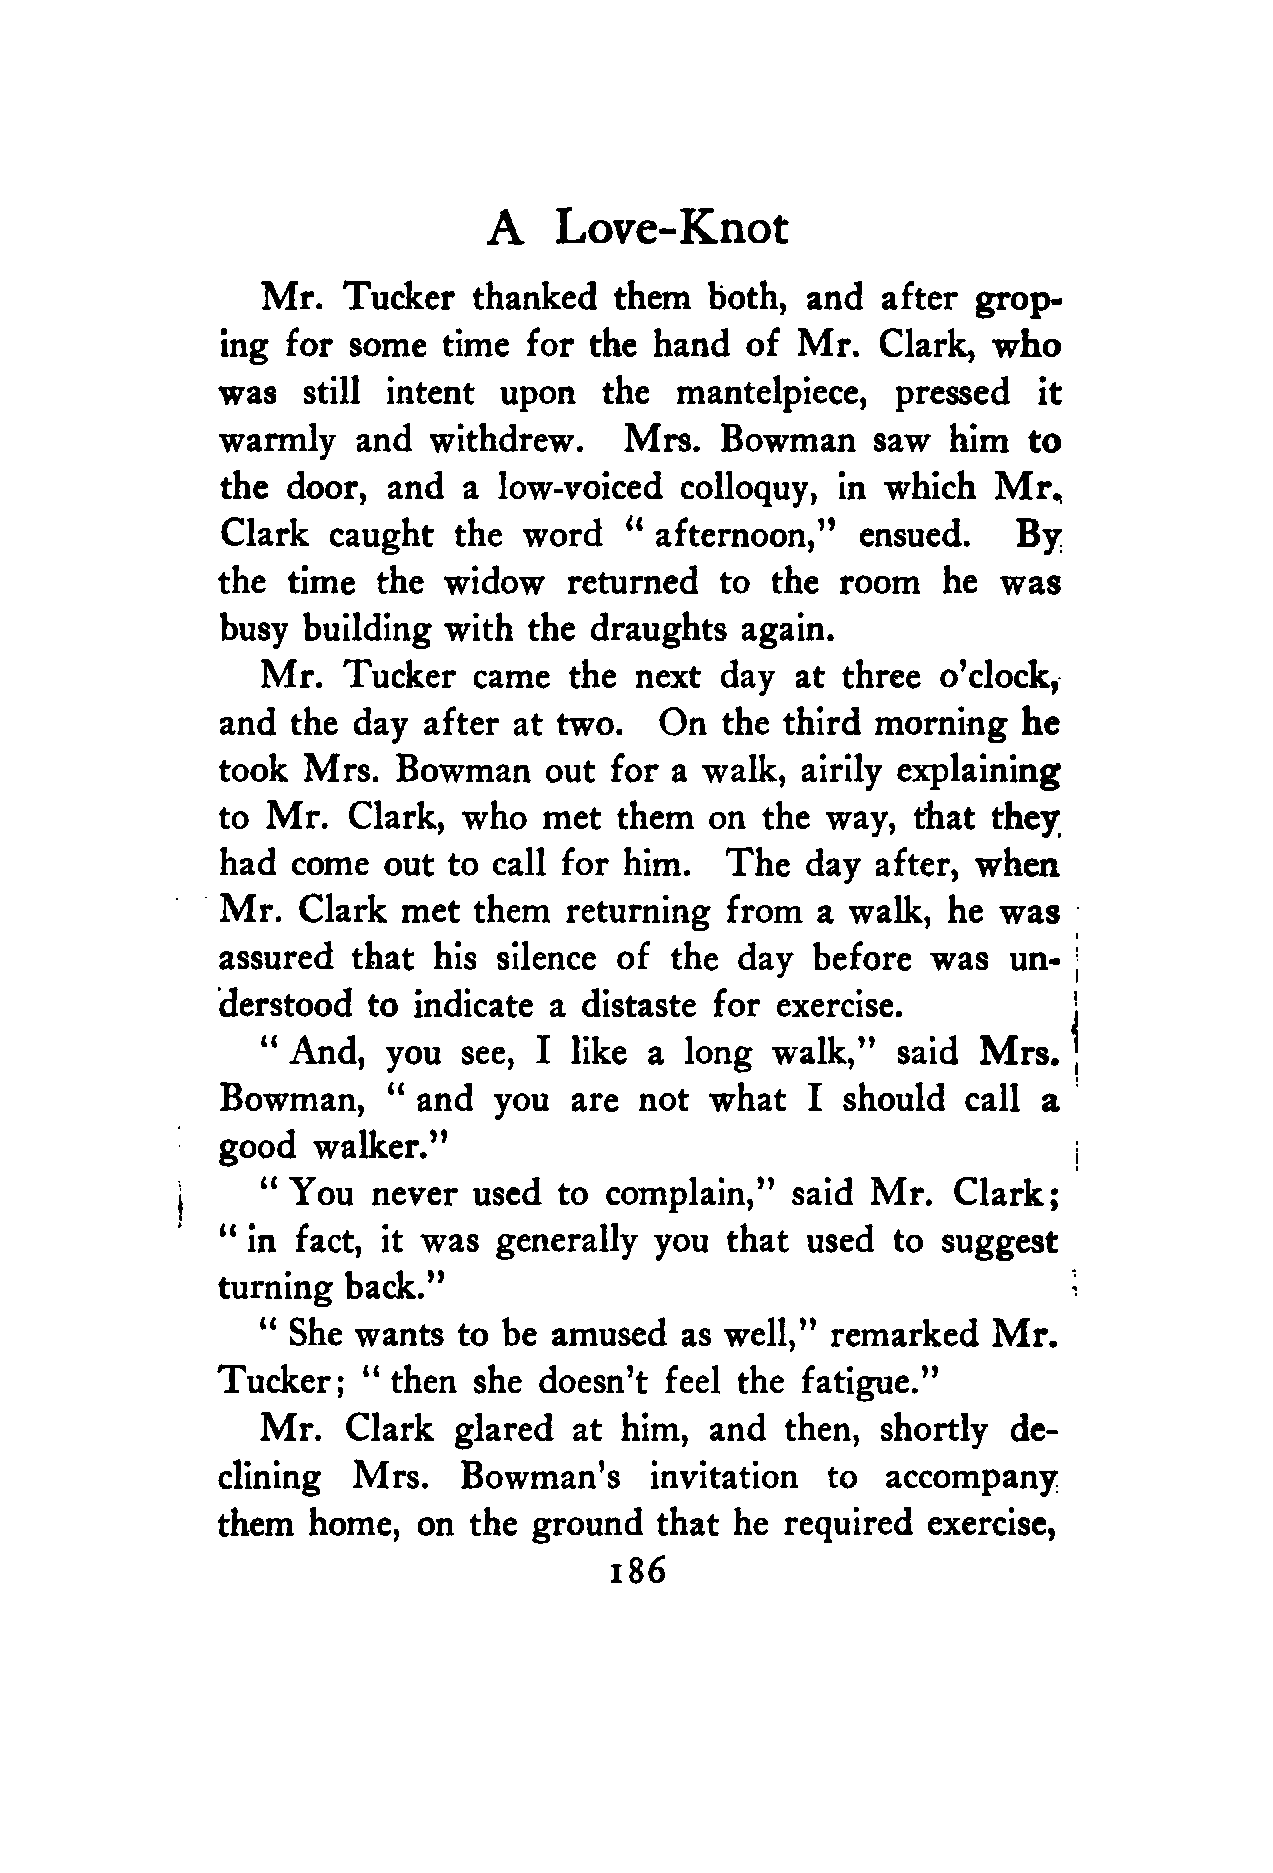 A Love-Knot
Mr. Tucker thanked them both, and after grop-
ing for some time for the hand of Mr. Clark, who
was still intent upon the mantelpiece, pressed it
warmly and withdrew. Mrs. Bowman saw him to
the door, and a low-voiced colloquy, in which Mr.
Clark caught the word “ afternoon,” ensued. By
the time the widow returned to the room he was
busy building with the draughts again.
Mr. Tucker came the next day at three o'clock,
and the day after at two. On the third morning he
took Mrs. Bowman out for a walk, airily explaining
to Mr. Clark, who met them on the way, that they
had come out to call for him. The day after, when
Mr. Clark met them returning from a walk, he was
assured that his silence of the day before was un-
derstood to indicate a distaste for exercise.
“ And, you see, I like a long walk,” said Mrs.
Bowman, “ and you are not what I should call a
good walker.”
“ You never used to complain,” said Mr. Clark;
“ in fact, it was generally you that used to suggest
turning back.”
“ She wants to be amused as well,” remarked Mr.
Tucker; “ then she doesn't feel the fatigue.”
Mr. Clark glared at him, and then, shortly de-
clining Mrs. Bowman's invitation to accompany
them home, on the ground that he required exercise,
186